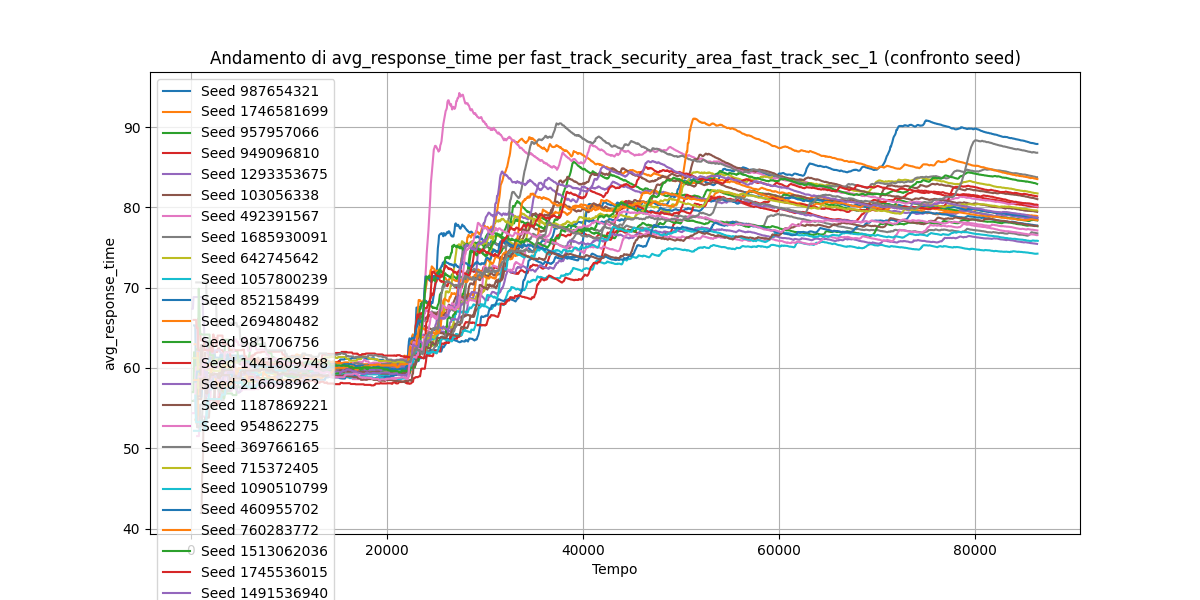 Andamento di avg_response_time per fast_track_security_area_fast_track_sec_1 (confronto seed)
avg_response_time
90
80
70
60
50
40
0
20000
40000
60000
80000
Tempo
Seed 987654321
Seed 1746581699
Seed 957957066
Seed 949096810
Seed 1293353675
Seed 103056338
Seed 492391567
Seed 1685930091
Seed 642745642
Seed 1057800239
Seed 852158499
Seed 269480482
Seed 981706756
Seed 1441609748
Seed 216698962
Seed 1187869221
Seed 954862275
Seed 369766165
Seed 715372405
Seed 1090510799
Seed 460955702
Seed 760283772
Seed 1513062036
Seed 1745536015
Seed 1491536940